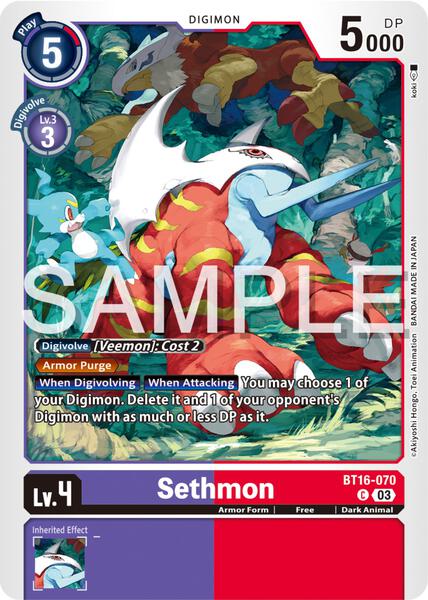 DIGIMON
Play
5
DP
5000
Digivolve
Lv.3
3
koki
SAMPLE
©Akiyoshi Hongo, Toei Animation BANDAI MADE IN JAPAN
Digivolve [Veemon]: Cost 2
Armor Purge
When Digivolving When Attacking You may choose 1 of
your Digimon. Delete it and 1 of your opponent's
Digimon with as much or less DP as it.
Lv.4
Sethmon
BT16-070
C 03
Armor Form | Free | Dark Animal
Inherited Effect
–